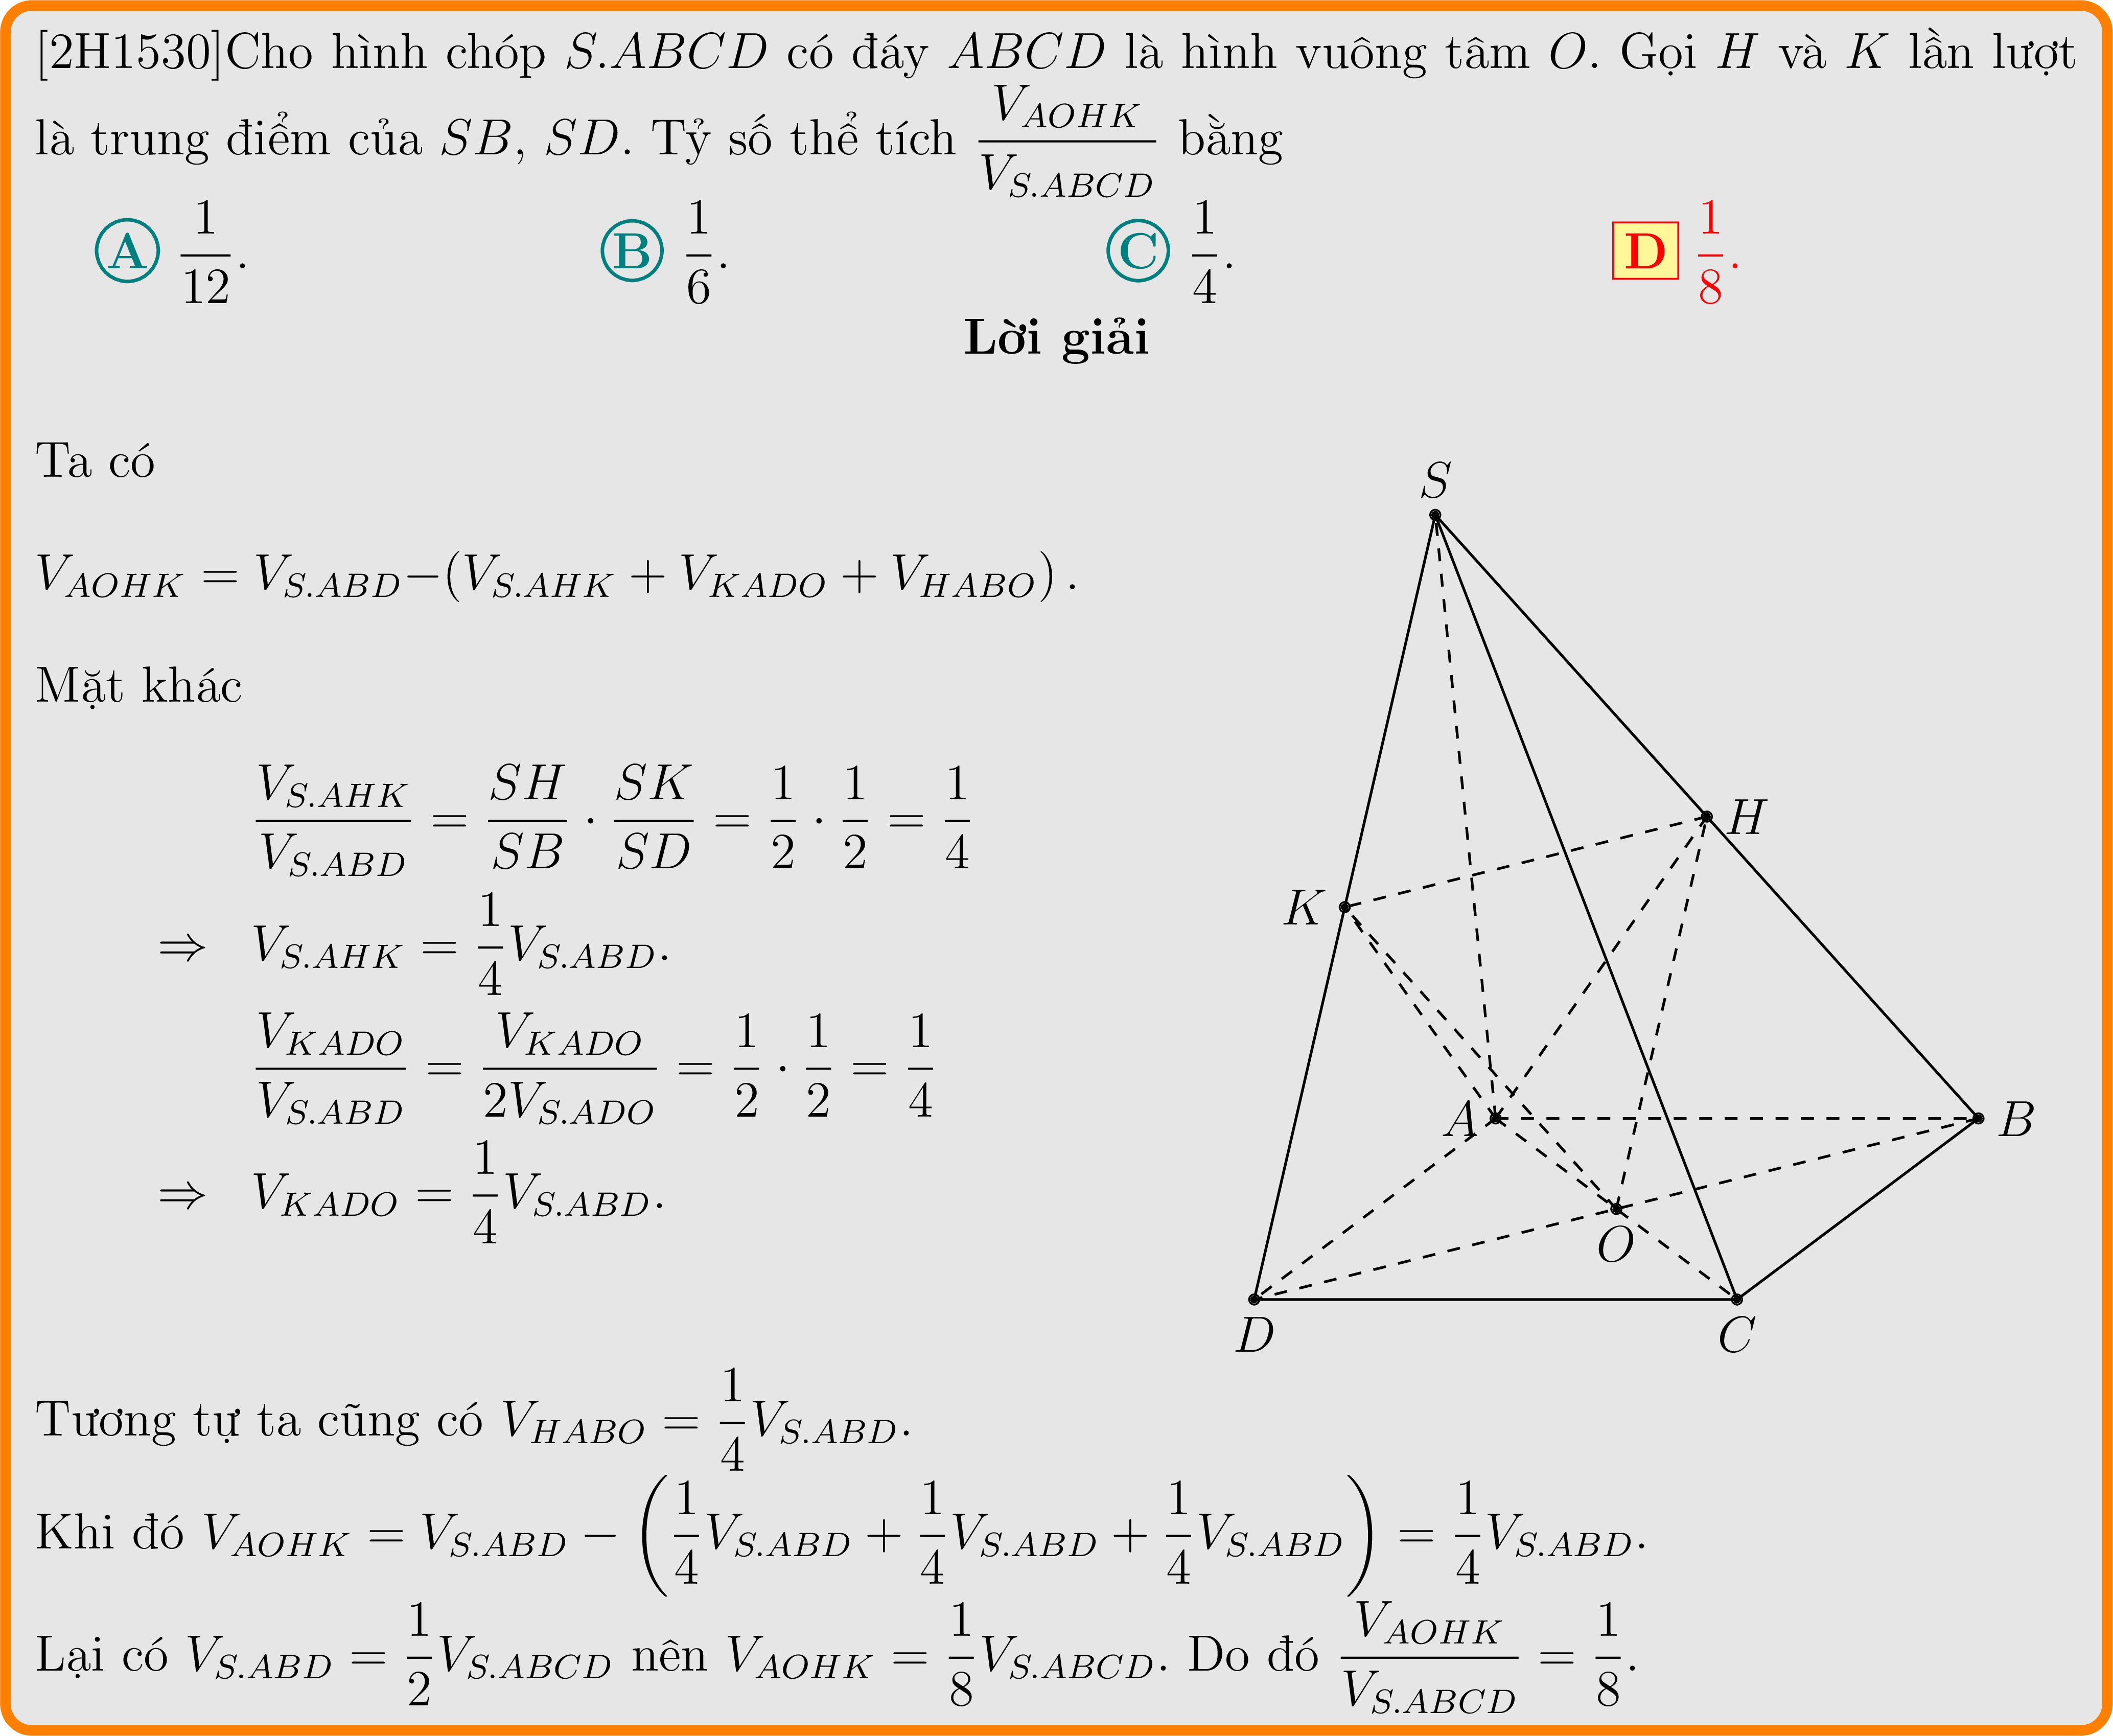 [2H1530]Cho hình chóp S.ABCD có đáy ABCD là hình vuông tâm O. Gọi H và K lần lượt
là trung điểm của SB, SD. Tỷ số thể tích \frac{V_{AOHK}}{V_{S.ABCD}} bằng
A \frac{1}{12}. B \frac{1}{6}. C \frac{1}{4}. D \frac{1}{8}.
Lời giải
Ta có
V_{AOHK} = V_{S.ABD} − (V_{S.AHK} + V_{KADO} + V_{HABO}).
Mặt khác
\frac{V_{S.AHK}}{V_{S.ABD}} = \frac{SH}{SB} · \frac{SK}{SD} = \frac{1}{2} · \frac{1}{2} = \frac{1}{4}
⇒ V_{S.AHK} = \frac{1}{4}V_{S.ABD}.
\frac{V_{KADO}}{V_{S.ABD}} = \frac{V_{KADO}}{2V_{S.ADO}} = \frac{1}{2} · \frac{1}{2} = \frac{1}{4}
⇒ V_{KADO} = \frac{1}{4}V_{S.ABD}.
S
H
K
A
B
O
D
C
Tương tự ta cũng có V_{HABO} = \frac{1}{4}V_{S.ABD}.
Khi đó V_{AOHK} = V_{S.ABD} − (\frac{1}{4}V_{S.ABD} + \frac{1}{4}V_{S.ABD} + \frac{1}{4}V_{S.ABD}) = \frac{1}{4}V_{S.ABD}.
Lại có V_{S.ABD} = \frac{1}{2}V_{S.ABCD} nên V_{AOHK} = \frac{1}{8}V_{S.ABCD}. Do đó \frac{V_{AOHK}}{V_{S.ABCD}} = \frac{1}{8}.